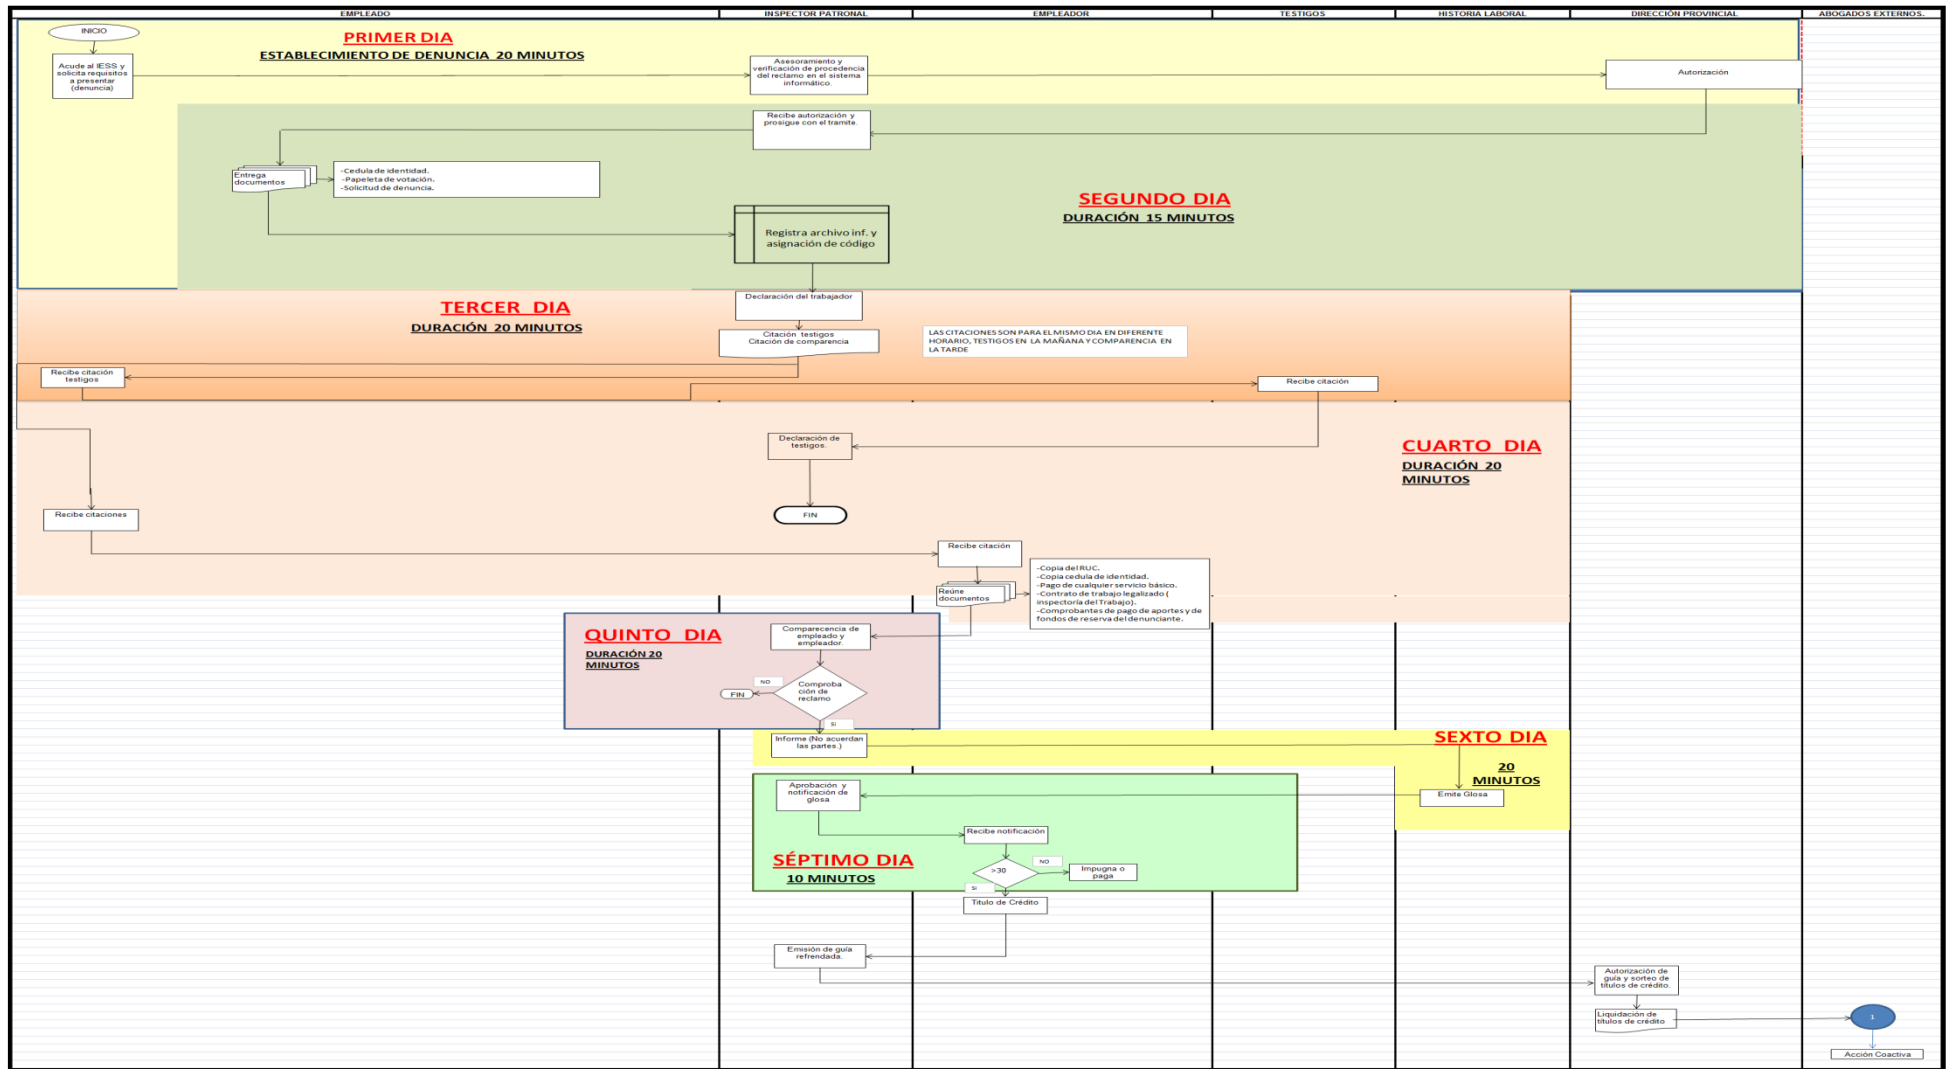 EMPLEADO
INSPECTOR PATRONAL
EMPLEADOR
TESTIGOS
HISTORIA LABORAL
DIRECCIÓN PROVINCIAL
ABOGADOS EXTERNOS.
INICIO
PRIMER DIA
ESTABLECIMIENTO DE DENUNCIA 20 MINUTOS
Acude al IESS y
solicita requisitos
a presentar
(denuncia)
Asesoramiento y
verificación de procedencia
del reclamo en el sistema
informático.
Autorización
Recibe autorización y
prosigue con el tramite.
Entrega
documentos
-Cedula de identidad.
-Papeleta de votación.
-Solicitud de denuncia.
SEGUNDO DIA
DURACIÓN 15 MINUTOS
Registra archivo inf. y
asignación de código
TERCER DIA
DURACIÓN 20 MINUTOS
Declaración del trabajador
Citación testigos
Citación de comparencia
LAS CITACIONES SON PARA EL MISMO DIA EN DIFERENTE
HORARIO, TESTIGOS EN LA MAÑANA Y COMPARENCIA EN
LA TARDE
Recibe citación
testigos
Recibe citación
Declaración de
testigos.
CUARTO DIA
DURACIÓN 20
MINUTOS
FIN
Recibe citaciones
Recibe citación
Reúne
documentos
-Copia del RUC.
-Copia cedula de identidad.
-Pago de cualquier servicio básico.
-Contrato de trabajo legalizado (
inspectoría del Trabajo).
-Comprobantes de pago de aportes y de
fondos de reserva del denunciante.
QUINTO DIA
DURACIÓN 20
MINUTOS
Comparecencia de
empleado y
empleador.
Comproba
ción de
reclamo
NO
FIN
SI
Informe (No acuerdan
las partes.)
SEXTO DIA
20
MINUTOS
Emite Glosa
Aprobación y
notificación de
glosa
Recibe notificación
SÉPTIMO DIA
10 MINUTOS
>30
NO
Impugna o
paga
SI
Titulo de Crédito
Emisión de guía
refrendada.
Autorización de
guía y sorteo de
títulos de crédito.
Liquidación de
títulos de crédito
1
Acción Coactiva